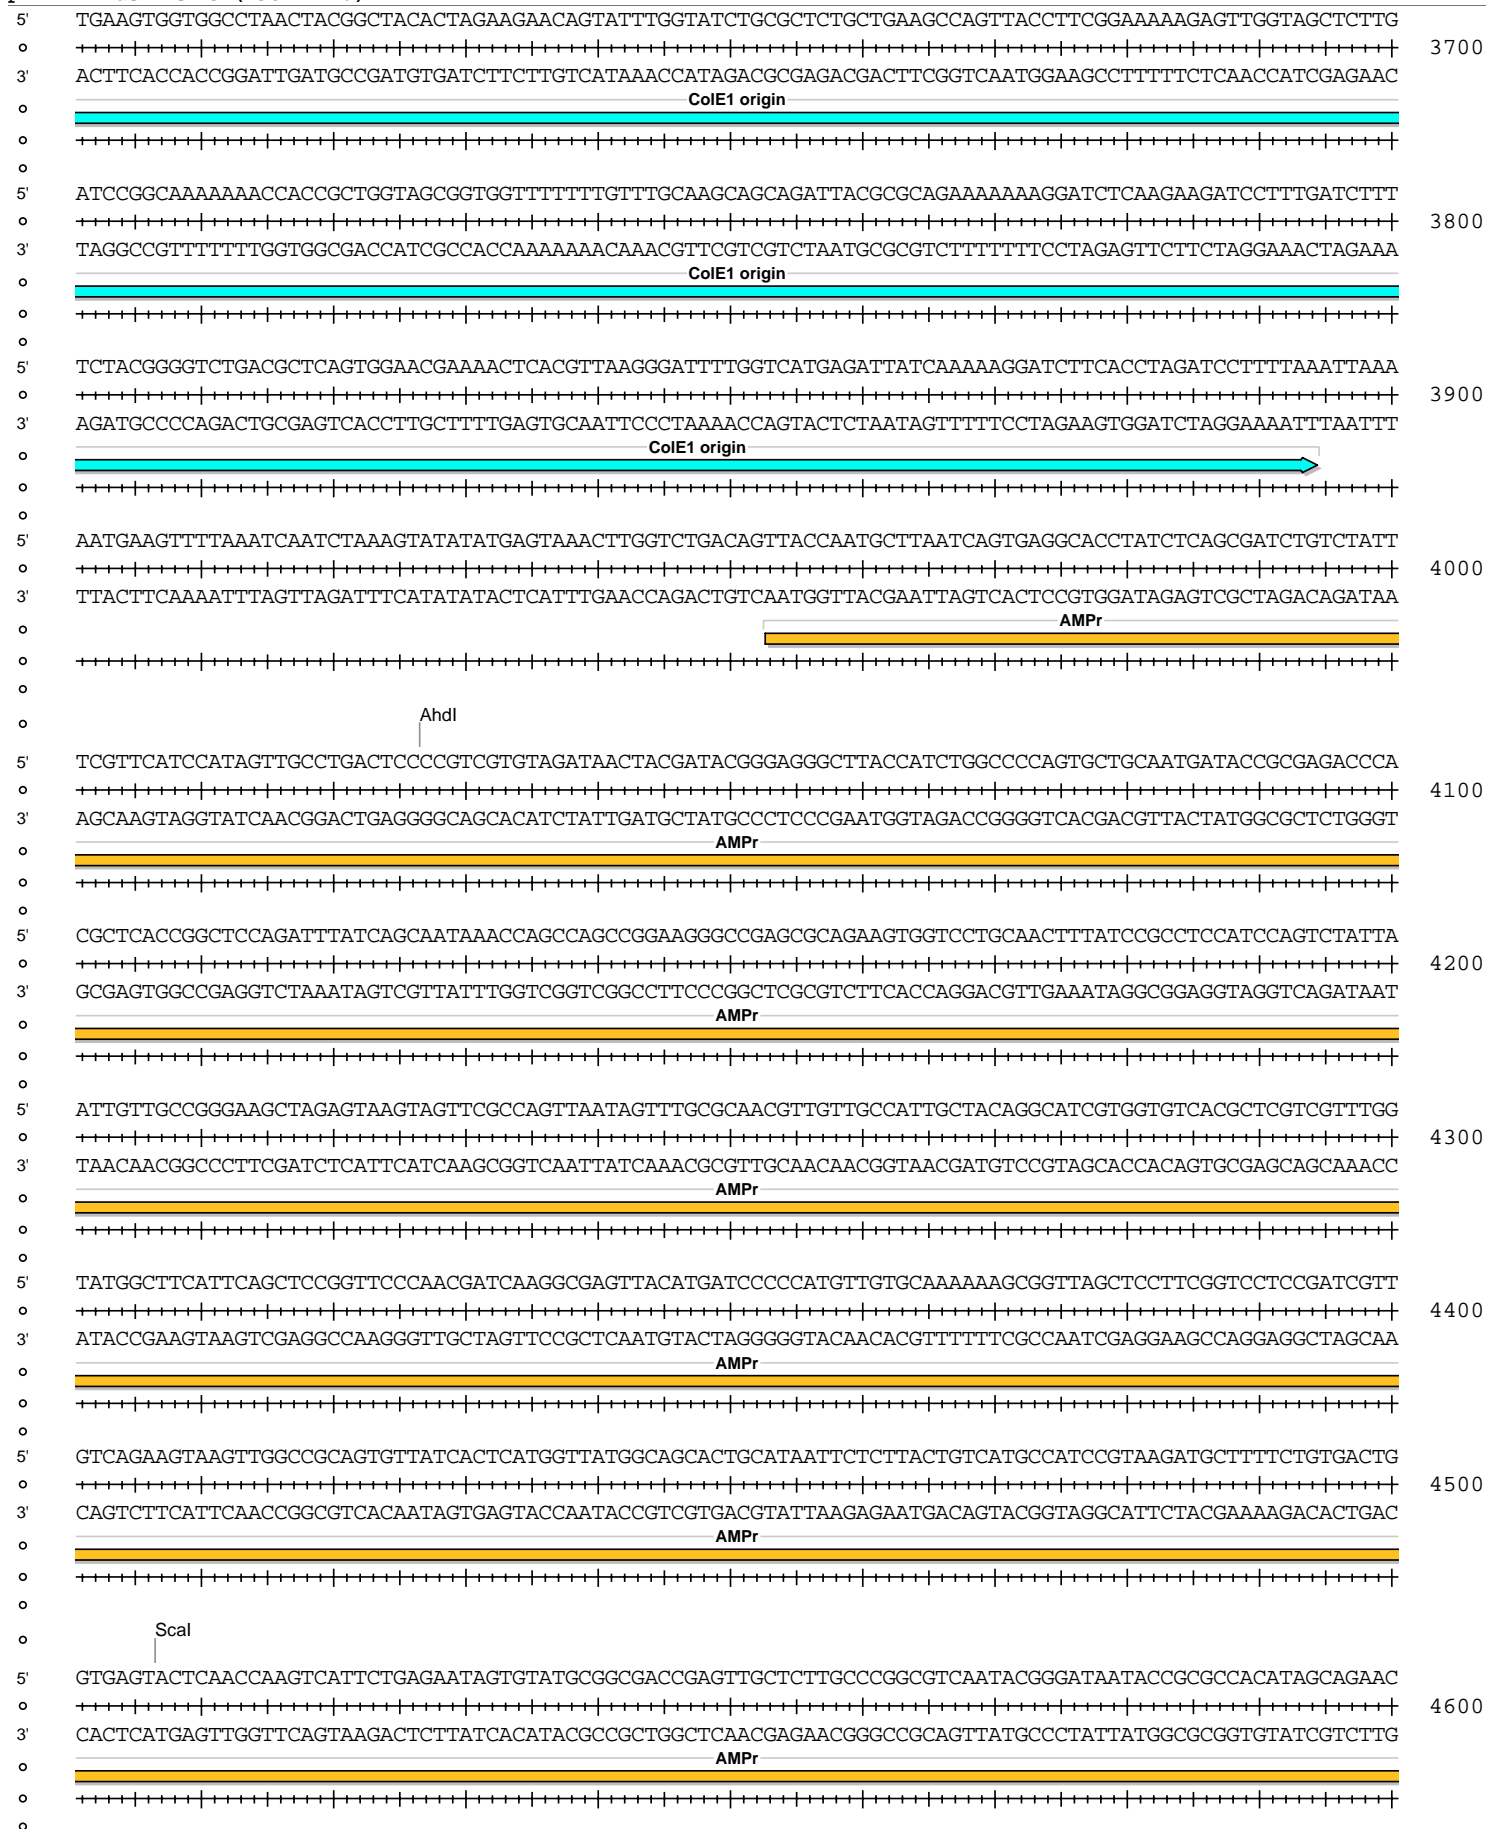 5' TGAAGTGGTGGCCTAACTACGGCTACACTAGAAGAACAGTATTTGGTATCTGCGCTCTGCTGAAGCCAGTTACCTTCGGAAAAAGAGTTGGTAGCTCTTG
3700
3' ACTTCACCACCGGATTGATGCCGATGTGATCTTCTTGTCATAAACCATAGACGCGAGACGACTTCGGTCAATGGAAGCCTTTTTCTCAACCATCGAGAAC
ColE1 origin
5' ATCCGGCAAAAAAACCACCGCTGGTAGCGGTGGTTTTTTTGTTTGCAAGCAGCAGATTACGCGCAGAAAAAAAGGATCTCAAGAAGATCCTTTGATCTTT
3800
3' TAGGCCGTTTTTTTGGTGGCGACCATCGCCACCAAAAAAACAAACGTTCGTCGTCTAATGCGCGTCTTTTTTTCCTAGAGTTCTTCTAGGAAACTAGAAA
ColE1 origin
5' TCTACGGGGTCTGACGCTCAGTGGAACGAAAACTCACGTTAAGGGATTTTGGTCATGAGATTATCAAAAAGGATCTTCACCTAGATCCTTTTAAATTAAA
3900
3' AGATGCCCCAGACTGCGAGTCACCTTGCTTTTGAGTGCAATTCCCTAAAACCAGTACTCTAATAGTTTTTCCTAGAAGTGGATCTAGGAAAATTTAATTT
ColE1 origin
5' AATGAAGTTTTAAATCAATCTAAAGTATATATGAGTAAACTTGGTCTGACAGTTACCAATGCTTAATCAGTGAGGCACCTATCTCAGCGATCTGTCTATT
4000
3' TTACTTCAAAATTTAGTTAGATTTCATATATACTCATTTGAACCAGACTGTCAATGGTTACGAATTAGTCACTCCGTGGATAGAGTCGCTAGACAGATAA
AMPr
AhdI
5' TCGTTCATCCATAGTTGCCTGACTCCCCGTCGTGTAGATAACTACGATACGGGAGGGCTTACCATCTGGCCCCAGTGCTGCAATGATACCGCGAGACCCA
4100
3' AGCAAGTAGGTATCAACGGACTGAGGGGCAGCACATCTATTGATGCTATGCCCTCCCGAATGGTAGACCGGGGTCACGACGTTACTATGGCGCTCTGGGT
AMPr
5' CGCTCACCGGCTCCAGATTTATCAGCAATAAACCAGCCAGCCGGAAGGGCCGAGCGCAGAAGTGGTCCTGCAACTTTATCCGCCTCCATCCAGTCTATTA
4200
3' GCGAGTGGCCGAGGTCTAAATAGTCGTTATTTGGTCGGTCGGCCTTCCCGGCTCGCGTCTTCACCAGGACGTTGAAATAGGCGGAGGTAGGTCAGATAAT
AMPr
5' ATTGTTGCCGGGAAGCTAGAGTAAGTAGTTCGCCAGTTAATAGTTTGCGCAACGTTGTTGCCATTGCTACAGGCATCGTGGTGTCACGCTCGTCGTTTGG
4300
3' TAACAACGGCCCTTCGATCTCATTCATCAAGCGGTCAATTATCAAACGCGTTGCAACAACGGTAACGATGTCCGTAGCACCACAGTGCGAGCAGCAAACC
AMPr
5' TATGGCTTCATTCAGCTCCGGTTCCCAACGATCAAGGCGAGTTACATGATCCCCCATGTTGTGCAAAAAAGCGGTTAGCTCCTTCGGTCCTCCGATCGTT
4400
3' ATACCGAAGTAAGTCGAGGCCAAGGGTTGCTAGTTCCGCTCAATGTACTAGGGGGTACAACACGTTTTTTCGCCAATCGAGGAAGCCAGGAGGCTAGCAA
AMPr
5' GTCAGAAGTAAGTTGGCCGCAGTGTTATCACTCATGGTTATGGCAGCACTGCATAATTCTCTTACTGTCATGCCATCCGTAAGATGCTTTTCTGTGACTG
4500
3' CAGTCTTCATTCAACCGGCGTCACAATAGTGAGTACCAATACCGTCGTGACGTATTAAGAGAATGACAGTACGGTAGGCATTCTACGAAAAGACACTGAC
AMPr
ScaI
5' GTGAGTACTCAACCAAGTCATTCTGAGAATAGTGTATGCGGCGACCGAGTTGCTCTTGCCCGGCGTCAATACGGGATAATACCGCGCCACATAGCAGAAC
4600
3' CACTCATGAGTTGGTTCAGTAAGACTCTTATCACATACGCCGCTGGCTCAACGAGAACGGGCCGCAGTTATGCCCTATTATGGCGCGGTGTATCGTCTTG
AMPr